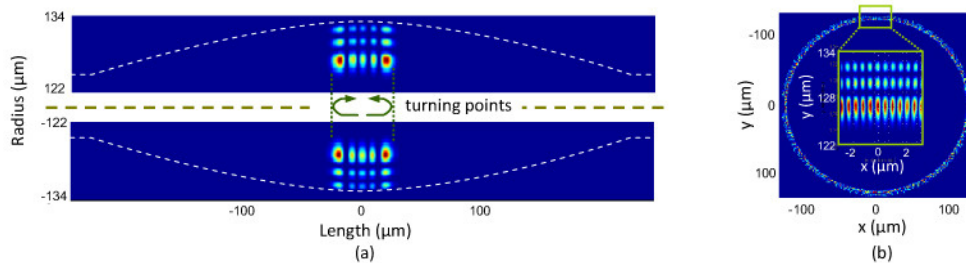 134
Radius (µm)
122
turning points
-122
-134
-100 0 100
Length (µm)
(a)
-100
0
100
y (µm)
134
128
122
y (µm)
-2 0 2
x (µm)
-100 0 100
x (µm)
(b)